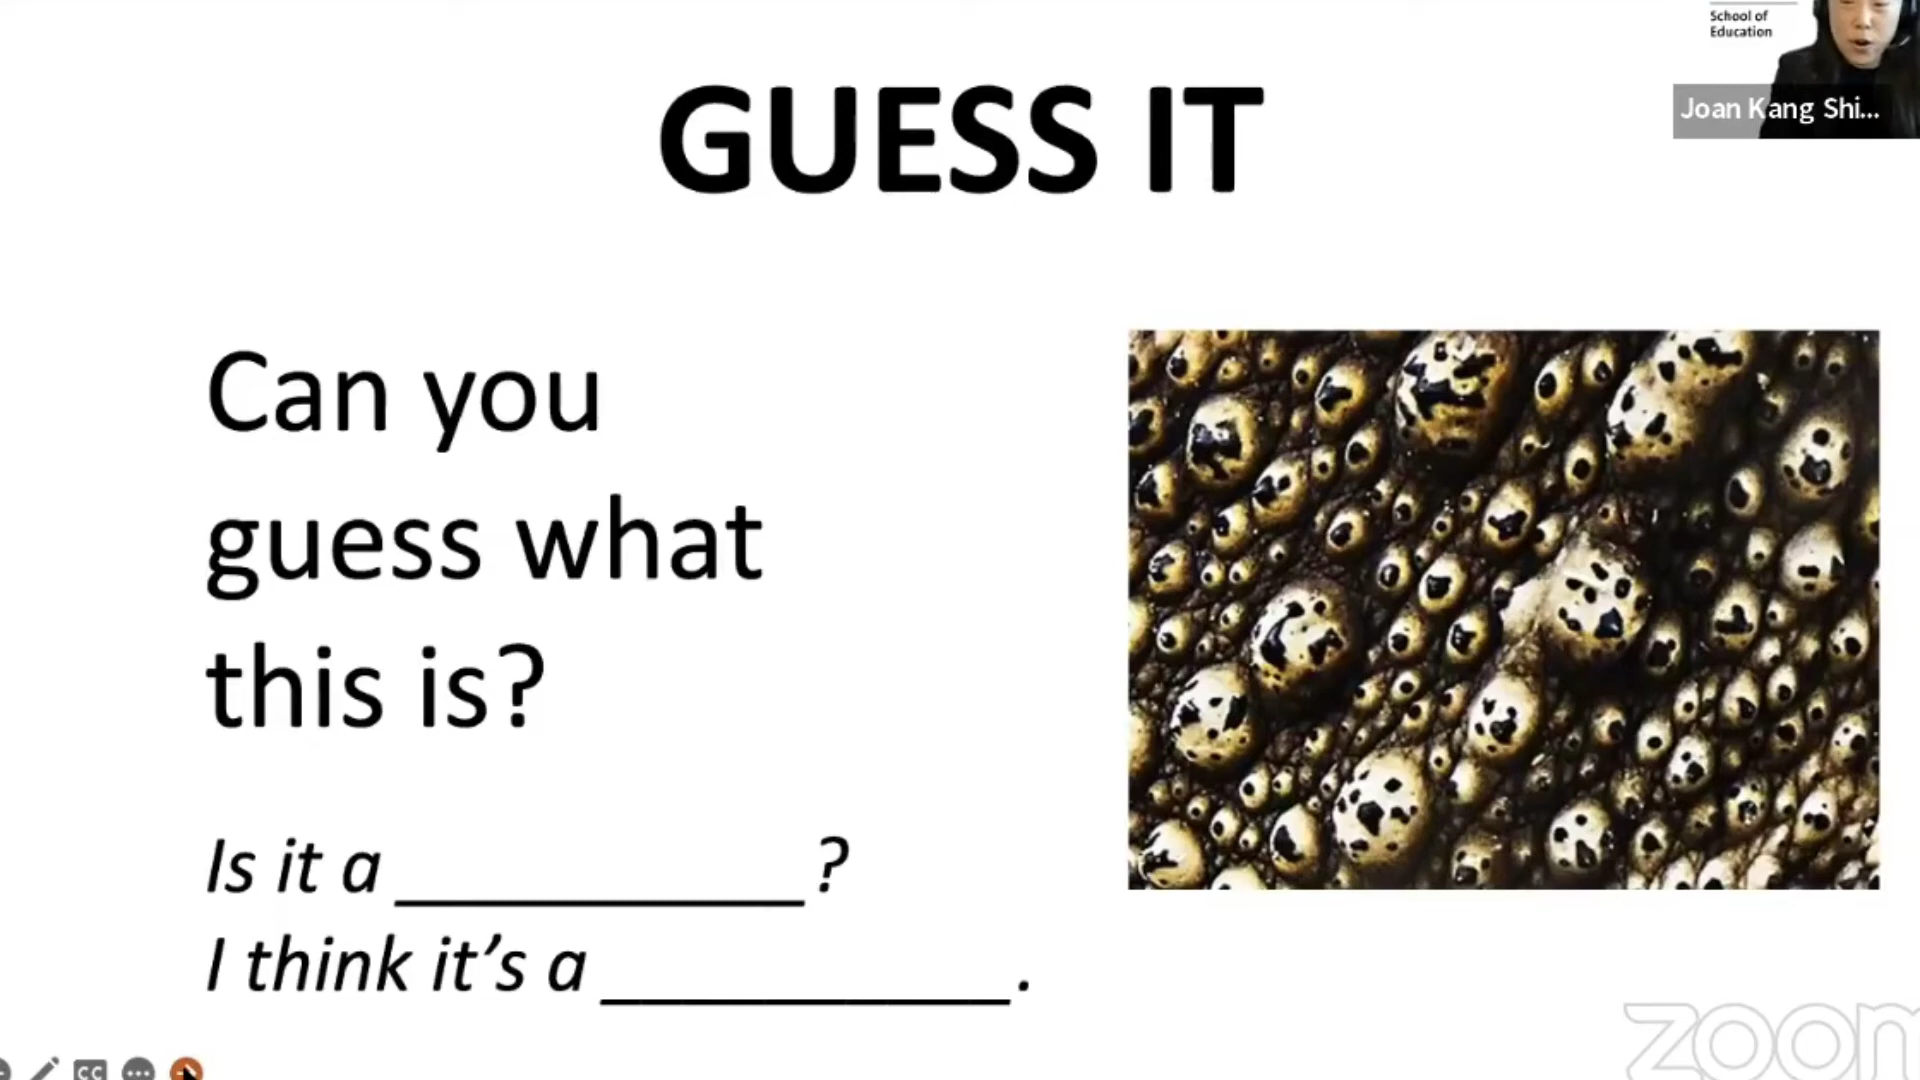 School of
Education
Joan Kang Shi...
GUESS IT
Can you
guess what
this is?
Is it a ____________?
I think it’s a ____________.
CC
zoom